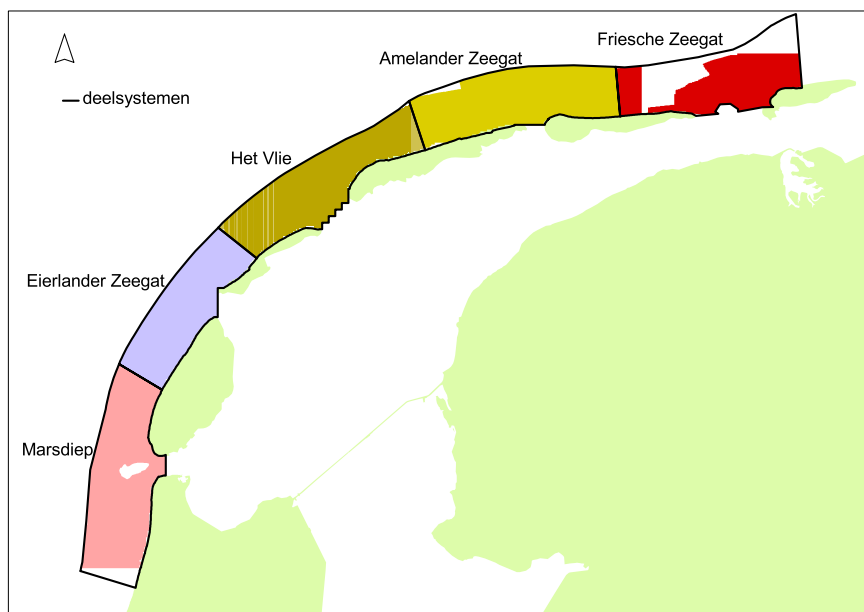 Friesche Zeegat
Amelander Zeegat
deelsystemen
Het Vlie
Eierlander Zeegat
Marsdiep